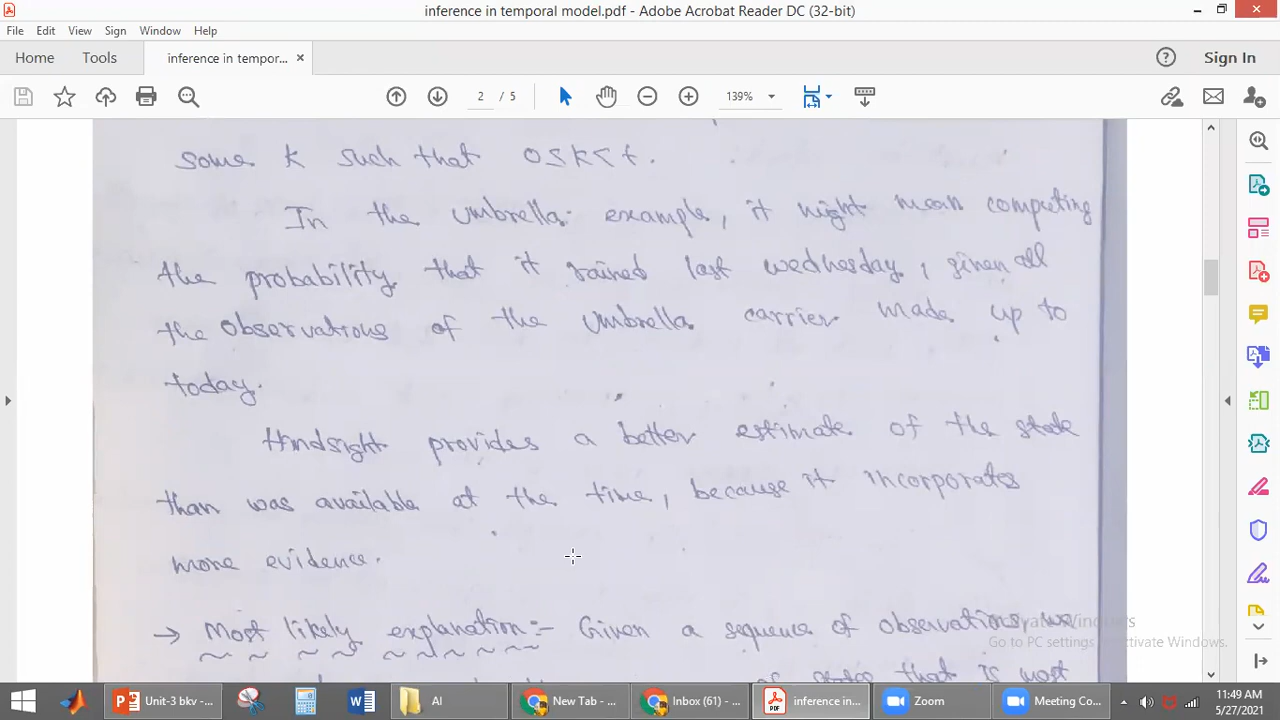 inference in temporal model.pdf - Adobe Acrobat Reader DC (32-bit)
File Edit View Sign Window Help
Home Tools inference in tempor... × Sign In
2 / 5 139%
some k such that 0≤k<t.
In the umbrella example, it might mean computing
the probability that it rained last wednesday, given all
the observations of the umbrella carrier made up to
today.
Hindsight provides a better estimate of the state
than was available at the time, because it incorporates
more evidence.
→ Most likely explanation:- Given a sequence of observations, we
that is most
Activate Windows
Go to PC settings to activate Windows.
Unit-3 bkv - ... AI New Tab - ... Inbox (61) - ... inference in... Zoom Meeting Co... 11:49 AM
5/27/2021